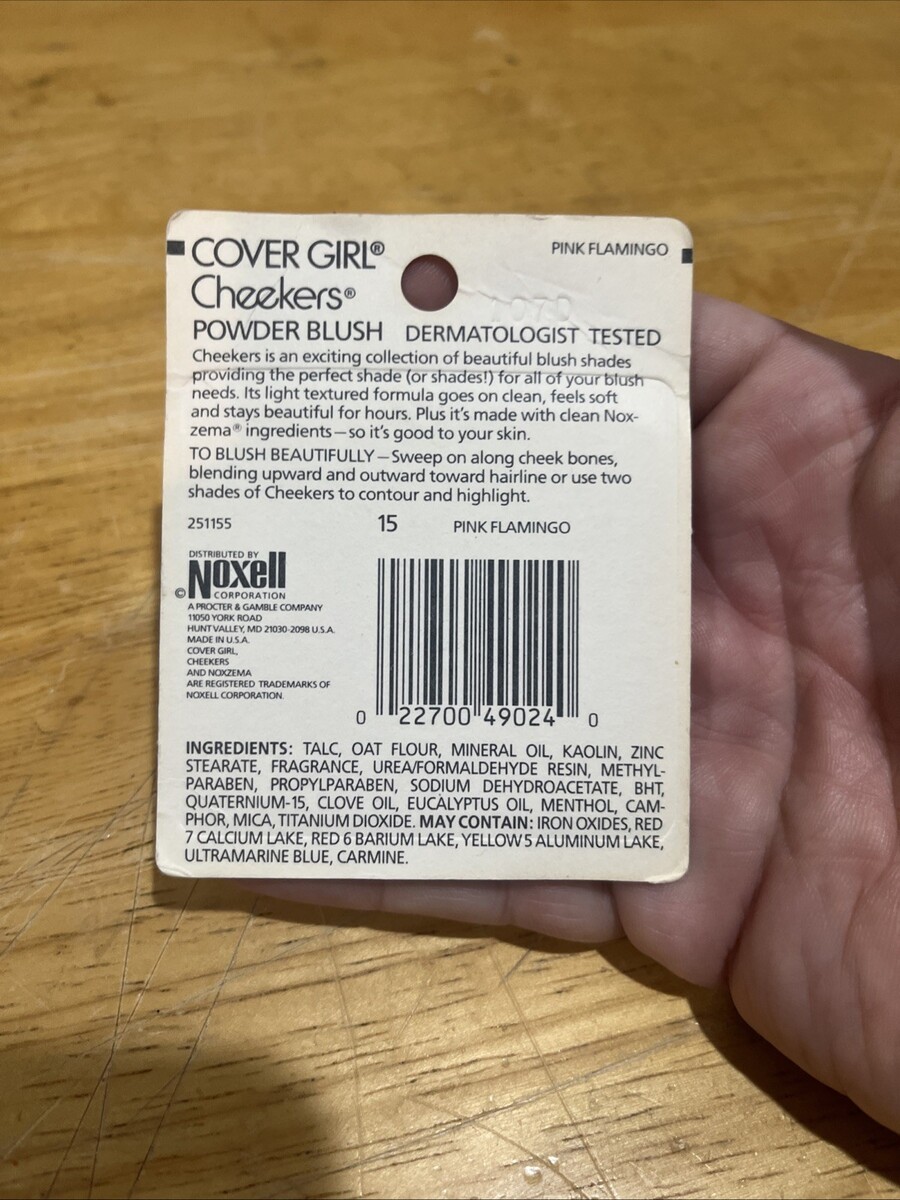 COVER GIRL®
PINK FLAMINGO
Cheekers®
POWDER BLUSH DERMATOLOGIST TESTED
Cheekers is an exciting collection of beautiful blush shades
providing the perfect shade (or shades!) for all of your blush
needs. Its light textured formula goes on clean, feels soft
and stays beautiful for hours. Plus it's made with clean Nox-
zema® ingredients—so it's good to your skin.
TO BLUSH BEAUTIFULLY—Sweep on along cheek bones,
blending upward and outward toward hairline or use two
shades of Cheekers to contour and highlight.
251155 15 PINK FLAMINGO
DISTRIBUTED BY
Noxell
© CORPORATION
A PROCTER & GAMBLE COMPANY
11050 YORK ROAD
HUNT VALLEY, MD 21030-2098 U.S.A.
MADE IN U.S.A.
COVER GIRL,
CHEEKERS
AND NOXZEMA
ARE REGISTERED TRADEMARKS OF
NOXELL CORPORATION.
0 22700 49024 0
INGREDIENTS: TALC, OAT FLOUR, MINERAL OIL, KAOLIN, ZINC
STEARATE, FRAGRANCE, UREA/FORMALDEHYDE RESIN, METHYL-
PARABEN, PROPYLPARABEN, SODIUM DEHYDROACETATE, BHT,
QUATERNIUM-15, CLOVE OIL, EUCALYPTUS OIL, MENTHOL, CAM-
PHOR, MICA, TITANIUM DIOXIDE. MAY CONTAIN: IRON OXIDES, RED
7 CALCIUM LAKE, RED 6 BARIUM LAKE, YELLOW 5 ALUMINUM LAKE,
ULTRAMARINE BLUE, CARMINE.